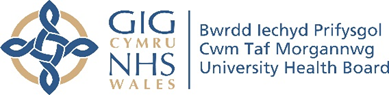 GIG
CYMRU
NHS
WALES
Bwrdd Iechyd Prifysgol
Cwm Taf Morgannwg
University Health Board